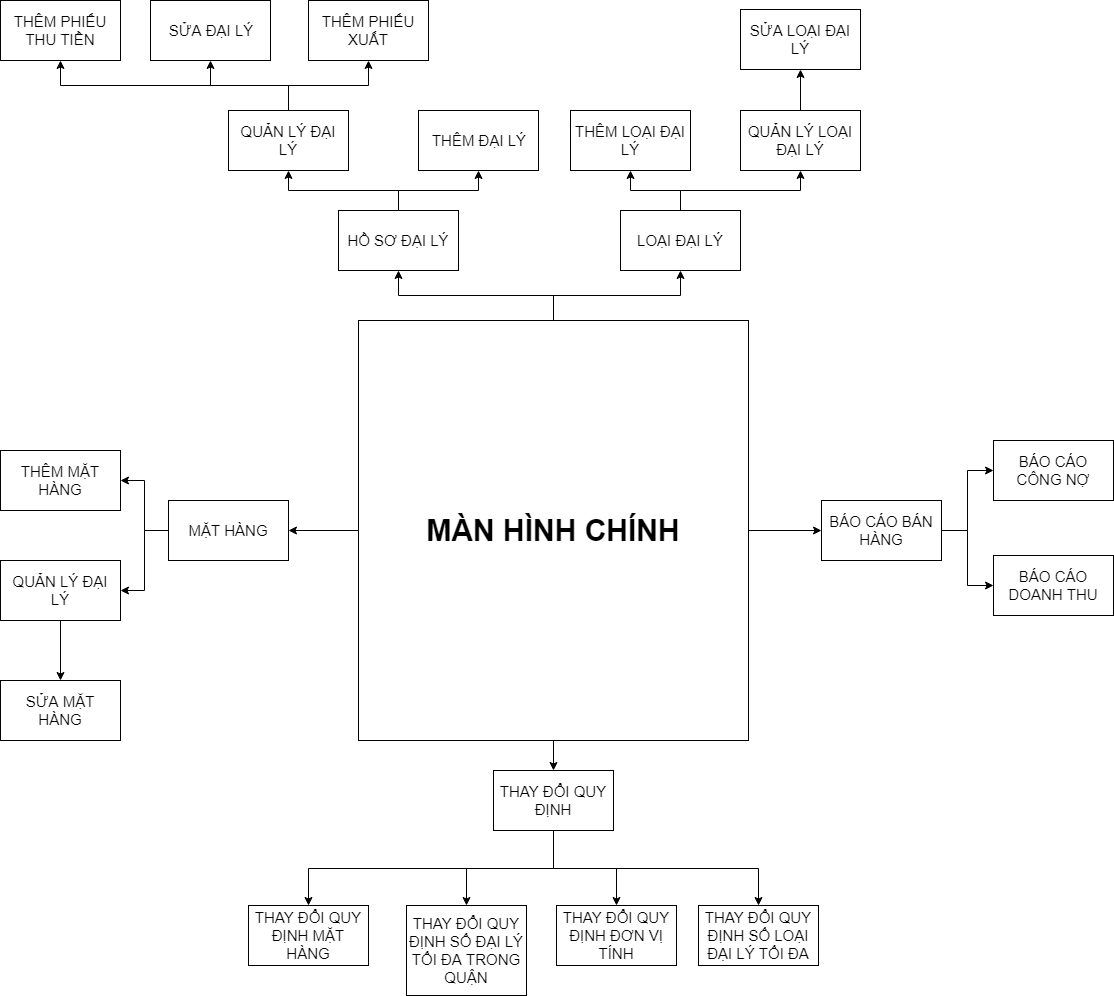 THÊM PHIẾU
THU TIỀN
SỬA ĐẠI LÝ
THÊM PHIẾU
XUẤT
SỬA LOẠI ĐẠI
LÝ
QUẢN LÝ ĐẠI
LÝ
THÊM ĐẠI LÝ
THÊM LOẠI ĐẠI
LÝ
QUẢN LÝ LOẠI
ĐẠI LÝ
HỒ SƠ ĐẠI LÝ
LOẠI ĐẠI LÝ
THÊM MẶT
HÀNG
MẶT HÀNG
QUẢN LÝ ĐẠI
LÝ
SỬA MẶT
HÀNG
MÀN HÌNH CHÍNH
BÁO CÁO BÁN
HÀNG
BÁO CÁO
CÔNG NỢ
BÁO CÁO
DOANH THU
THAY ĐỔI QUY
ĐỊNH
THAY ĐỔI QUY
ĐỊNH MẶT
HÀNG
THAY ĐỔI QUY
ĐỊNH SỐ ĐẠI LÝ
TỐI ĐA TRONG
QUẬN
THAY ĐỔI QUY
ĐỊNH ĐƠN VỊ
TÍNH
THAY ĐỔI QUY
ĐỊNH SỐ LOẠI
ĐẠI LÝ TỐI ĐA